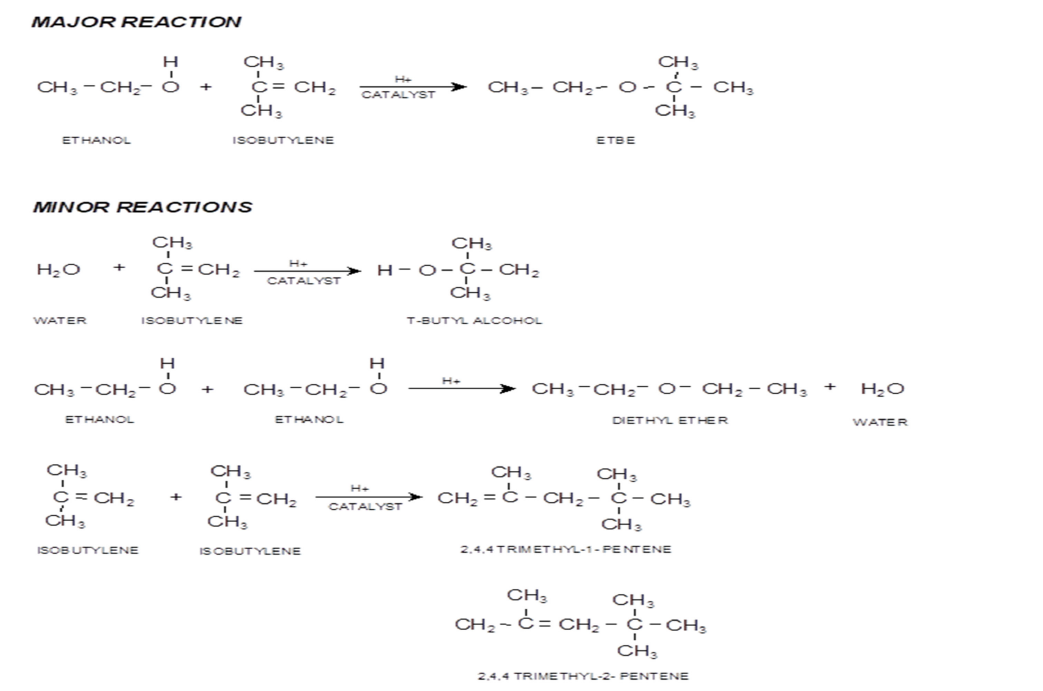 MAJOR REACTION
H CH3 CH3
CH3 – CH2 – O + C = CH2 H+ CH3 – CH2 – O – C – CH3
CATALYST
CH3 CH3
ETHANOL ISOBUTYLENE ETBE
MINOR REACTIONS
CH3 CH3
H2O + C = CH2 H+ H – O – C – CH2
CATALYST
CH3 CH3
WATER ISOBUTYLENE T-BUTYL ALCOHOL
H H
CH3 – CH2 – O + CH3 – CH2 – O H+ CH3 – CH2 – O – CH2 – CH3 + H2O
ETHANOL ETHANOL DIETHYL ETHER WATER
CH3 CH3 CH3 CH3
C = CH2 + C = CH2 H+ CH2 = C – CH2 – C – CH3
CATALYST
CH3 CH3 CH3
ISOBUTYLENE ISOBUTYLENE 2,4,4 TRIMETHYL-1-PENTENE
CH3 CH3
CH2 – C = CH2 – C – CH3
CH3
2,4,4 TRIMETHYL-2- PENTENE